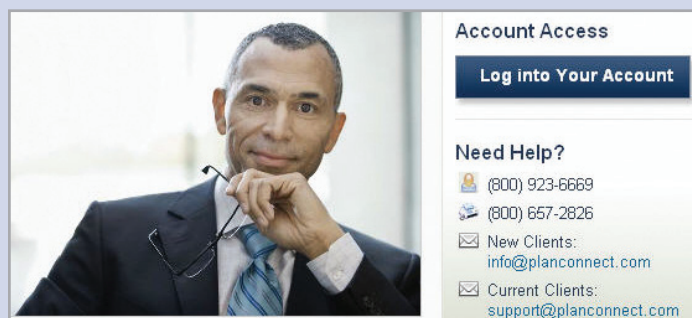 Account Access
Log into Your Account
Need Help?
(800) 923-6669
(800) 657-2826
New Clients:
info@planconnect.com
Current Clients:
support@planconnect.com